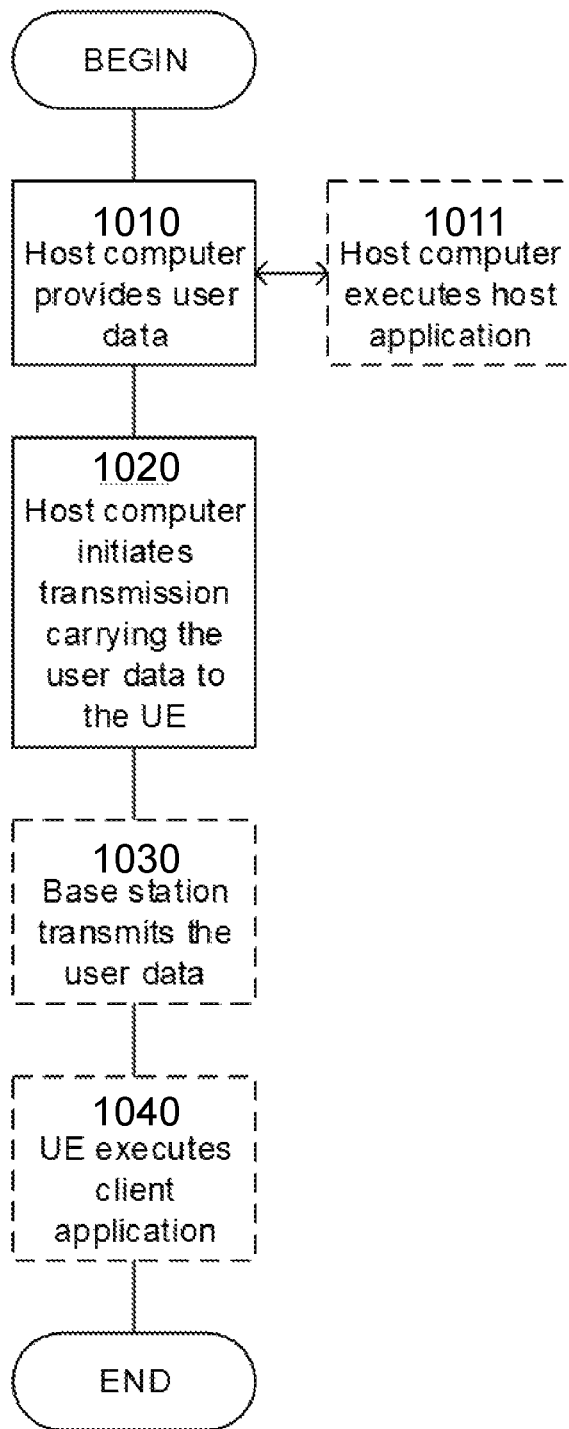 BEGIN
1010
Host computer
provides user
data
1011
Host computer
executes host
application
1020
Host computer
initiates
transmission
carrying the
user data to
the UE
1030
Base station
transmits the
user data
1040
UE executes
client
application
END